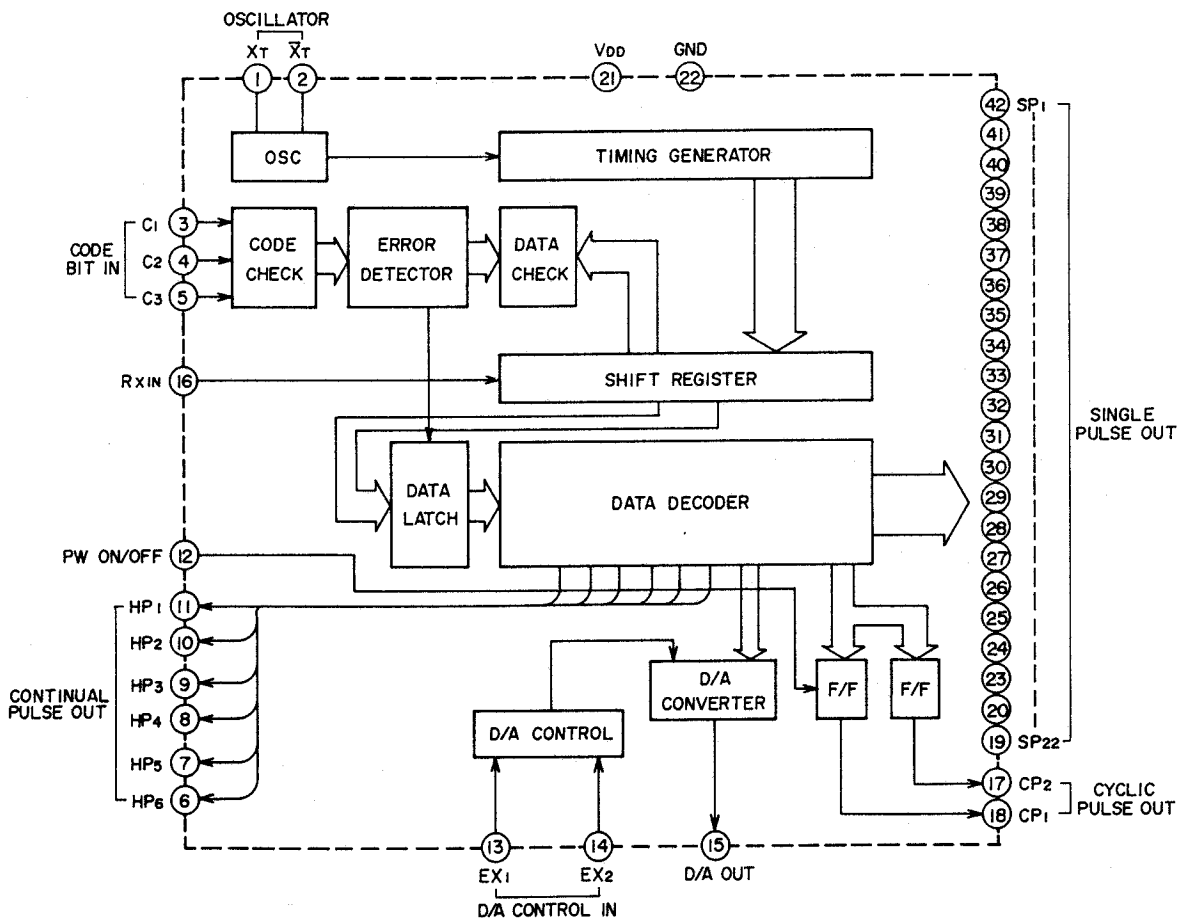 OSCILLATOR
XT X̅T
1 2
VDD GND
21 22
OSC
TIMING GENERATOR
CODE BIT IN
C1 3
C2 4
C3 5
CODE CHECK
ERROR DETECTOR
DATA CHECK
RXIN 16
SHIFT REGISTER
DATA LATCH
DATA DECODER
PW ON/OFF 12
CONTINUAL PULSE OUT
HP1 11
HP2 10
HP3 9
HP4 8
HP5 7
HP6 6
D/A CONTROL
D/A CONVERTER
F/F
F/F
13 14 15
EX1 EX2
D/A OUT
D/A CONTROL IN
42 SP1
41
40
39
38
37
36
35
34
33
32
31
30
29
28
27
26
25
24
23
20
19 SP22
SINGLE PULSE OUT
17 CP2
18 CP1
CYCLIC PULSE OUT